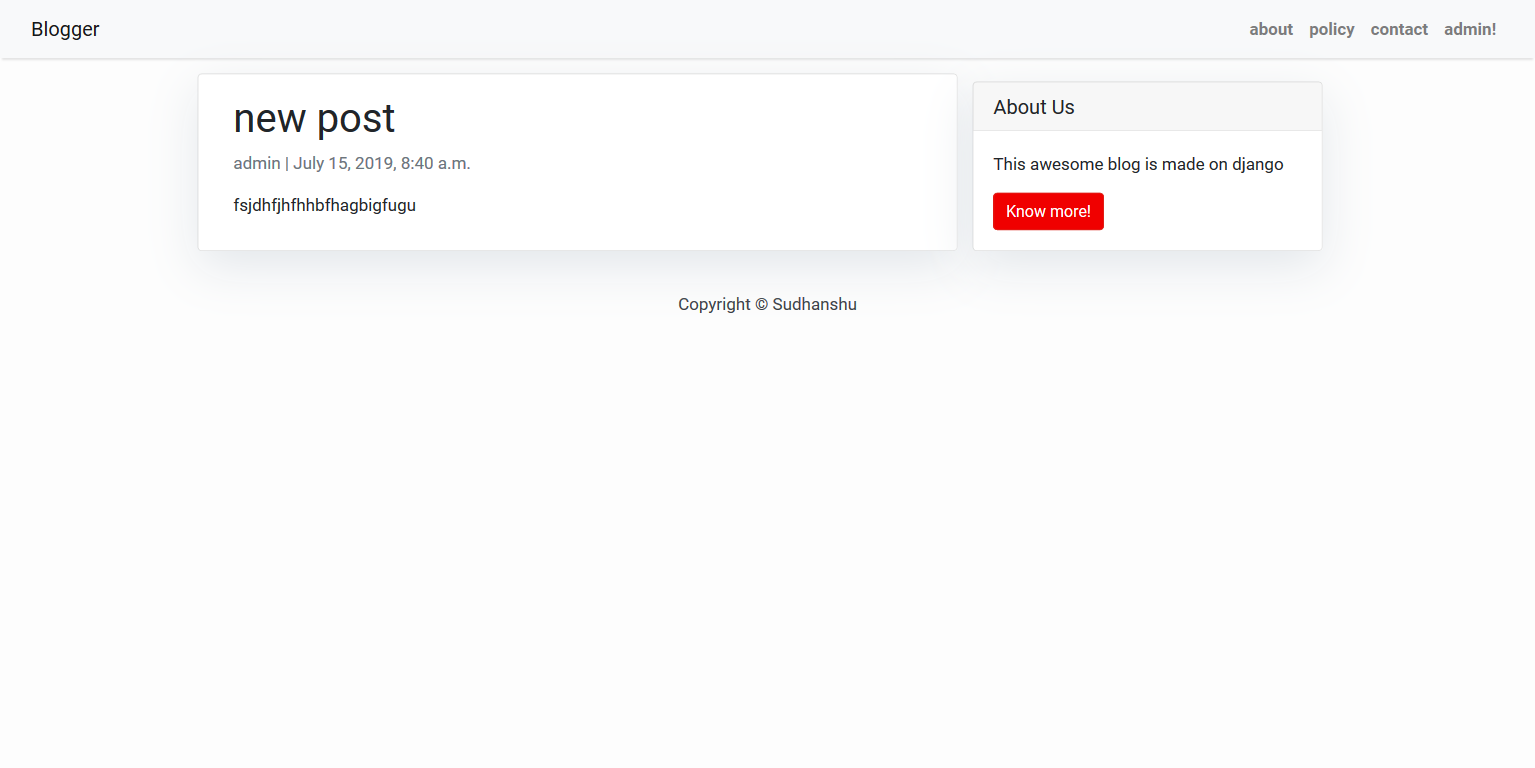 Blogger
about policy contact admin!
new post
admin | July 15, 2019, 8:40 a.m.
fsjdhfjhfhhbfhagbigfugu
About Us
This awesome blog is made on django
Know more!
Copyright © Sudhanshu